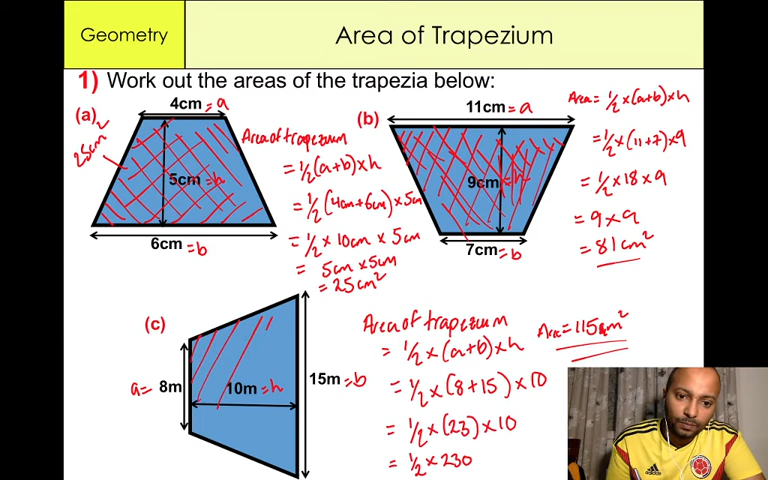 Geometry
Area of Trapezium
1) Work out the areas of the trapezia below:
(a)
4cm = a
25cm²
5cm = h
6cm = b
Area of trapezium
= 1/2 (a+b) x h
= 1/2 (4cm + 6cm) x 5cm
= 1/2 x 10cm x 5cm
= 5cm x 5cm
= 25cm²
(b)
11cm = a
9cm = h
7cm = b
Area = 1/2 x (a+b) x h
= 1/2 x (11+7) x 9
= 1/2 x 18 x 9
= 9 x 9
= 81cm²
(c)
a = 8m
10m = h
15m = b
Area of trapezium
= 1/2 x (a+b) x h
= 1/2 x (8+15) x 10
= 1/2 x (23) x 10
= 1/2 x 230
Area = 115 m²
adidas